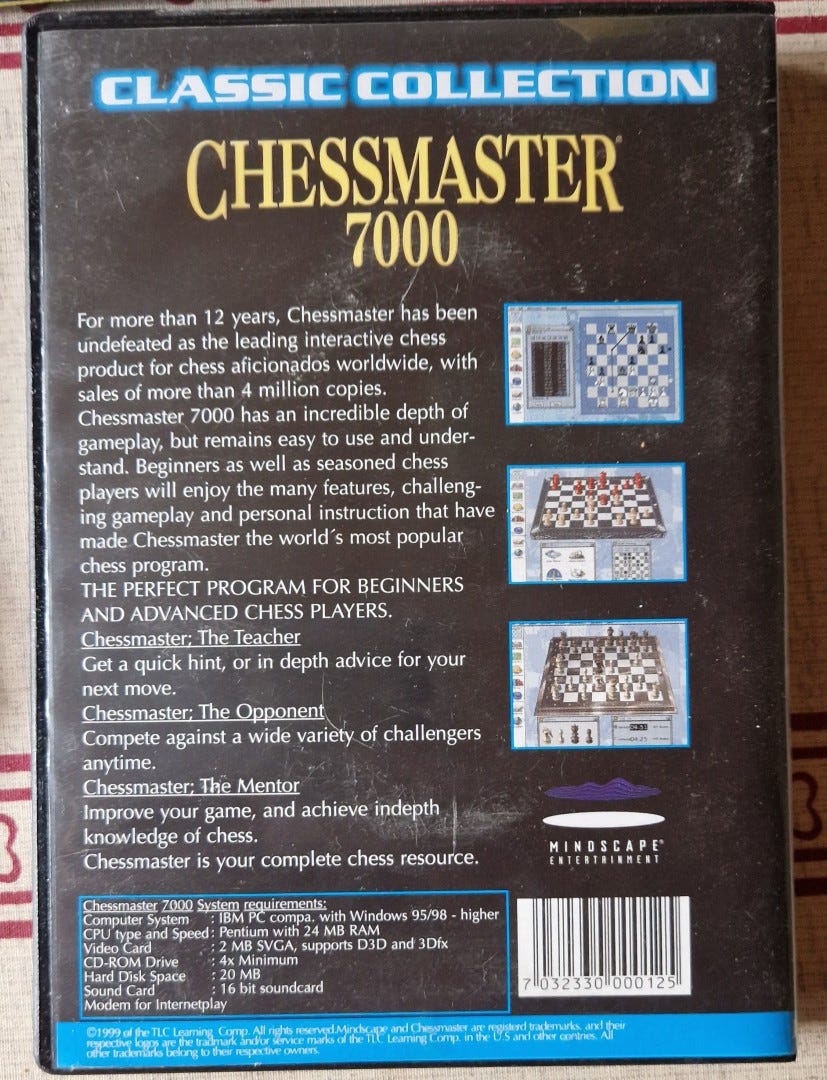 CLASSIC COLLECTION
CHESSMASTER®
7000
For more than 12 years, Chessmaster has been
undefeated as the leading interactive chess
product for chess aficionados worldwide, with
sales of more than 4 million copies.
Chessmaster 7000 has an incredible depth of
gameplay, but remains easy to use and under-
stand. Beginners as well as seasoned chess
players will enjoy the many features, challeng-
ing gameplay and personal instruction that have
made Chessmaster the world´s most popular
chess program.
THE PERFECT PROGRAM FOR BEGINNERS
AND ADVANCED CHESS PLAYERS.
Chessmaster; The Teacher
Get a quick hint, or in depth advice for your
next move.
Chessmaster; The Opponent
Compete against a wide variety of challengers
anytime.
Chessmaster; The Mentor
Improve your game, and achieve indepth
knowledge of chess.
Chessmaster is your complete chess resource.
MINDSCAPE®
ENTERTAINMENT
Chessmaster 7000 System requirements:
Computer System : IBM PC compa. with Windows 95/98 - higher
CPU type and Speed: Pentium with 24 MB RAM
Video Card : 2 MB SVGA, supports D3D and 3Dfx
CD-ROM Drive : 4x Minimum
Hard Disk Space : 20 MB
Sound Card : 16 bit soundcard
Modem for Internetplay
7 032330 000125
©1999 of the TLC Learning Comp. All rights reserved.Mindscape and Chessmaster are registerd trademarks. and their
respective logos are the tradmark and/or service marks of the TLC Learning Comp. in the U.S and other contries. All
other trademarks belong to their respective owners.